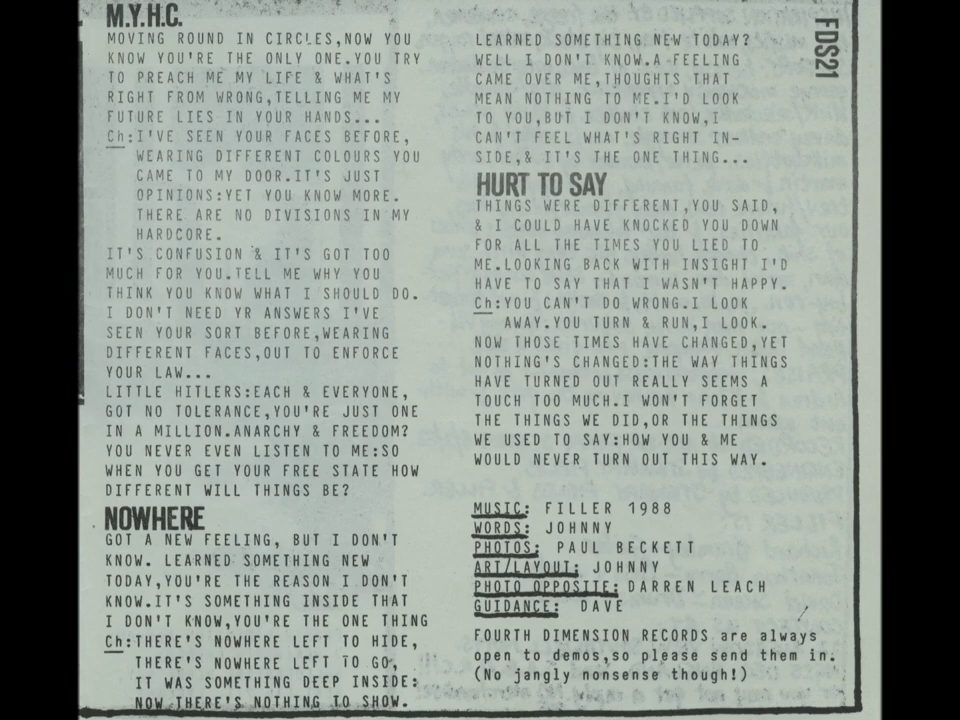 M.Y.H.C.
MOVING ROUND IN CIRCLES,NOW YOU
KNOW YOU'RE THE ONLY ONE.YOU TRY
TO PREACH ME MY LIFE & WHAT'S
RIGHT FROM WRONG,TELLING ME MY
FUTURE LIES IN YOUR HANDS...
Ch:I'VE SEEN YOUR FACES BEFORE,
WEARING DIFFERENT COLOURS YOU
CAME TO MY DOOR.IT'S JUST
OPINIONS:YET YOU KNOW MORE.
THERE ARE NO DIVISIONS IN MY
HARDCORE.
IT'S CONFUSION & IT'S GOT TOO
MUCH FOR YOU.TELL ME WHY YOU
THINK YOU KNOW WHAT I SHOULD DO.
I DON'T NEED YR ANSWERS I'VE
SEEN YOUR SORT BEFORE,WEARING
DIFFERENT FACES,OUT TO ENFORCE
YOUR LAW...
LITTLE HITLERS:EACH & EVERYONE,
GOT NO TOLERANCE,YOU'RE JUST ONE
IN A MILLION.ANARCHY & FREEDOM?
YOU NEVER EVEN LISTEN TO ME:SO
WHEN YOU GET YOUR FREE STATE HOW
DIFFERENT WILL THINGS BE?
NOWHERE
GOT A NEW FEELING, BUT I DON'T
KNOW. LEARNED SOMETHING NEW
TODAY,YOU'RE THE REASON I DON'T
KNOW.IT'S SOMETHING INSIDE THAT
I DON'T KNOW,YOU'RE THE ONE THING
Ch:THERE'S NOWHERE LEFT TO HIDE,
THERE'S NOWHERE LEFT TO GO,
IT WAS SOMETHING DEEP INSIDE:
NOW THERE'S NOTHING TO SHOW.
LEARNED SOMETHING NEW TODAY?
WELL I DON'T KNOW.A FEELING
CAME OVER ME,THOUGHTS THAT
MEAN NOTHING TO ME.I'D LOOK
TO YOU,BUT I DON'T KNOW,I
CAN'T FEEL WHAT'S RIGHT IN-
SIDE,& IT'S THE ONE THING...
HURT TO SAY
THINGS WERE DIFFERENT,YOU SAID,
& I COULD HAVE KNOCKED YOU DOWN
FOR ALL THE TIMES YOU LIED TO
ME.LOOKING BACK WITH INSIGHT I'D
HAVE TO SAY THAT I WASN'T HAPPY.
Ch:YOU CAN'T DO WRONG.I LOOK
AWAY.YOU TURN & RUN,I LOOK.
NOW THOSE TIMES HAVE CHANGED,YET
NOTHING'S CHANGED:THE WAY THINGS
HAVE TURNED OUT REALLY SEEMS A
TOUCH TOO MUCH.I WON'T FORGET
THE THINGS WE DID,OR THE THINGS
WE USED TO SAY:HOW YOU & ME
WOULD NEVER TURN OUT THIS WAY.
MUSIC: FILLER 1988
WORDS: JOHNNY
PHOTOS: PAUL BECKETT
ART/LAYOUT: JOHNNY
PHOTO OPPOSITE: DARREN LEACH
GUIDANCE: DAVE
FOURTH DIMENSION RECORDS are always
open to demos,so please send them in.
(No jangly nonsense though!)
FDS21